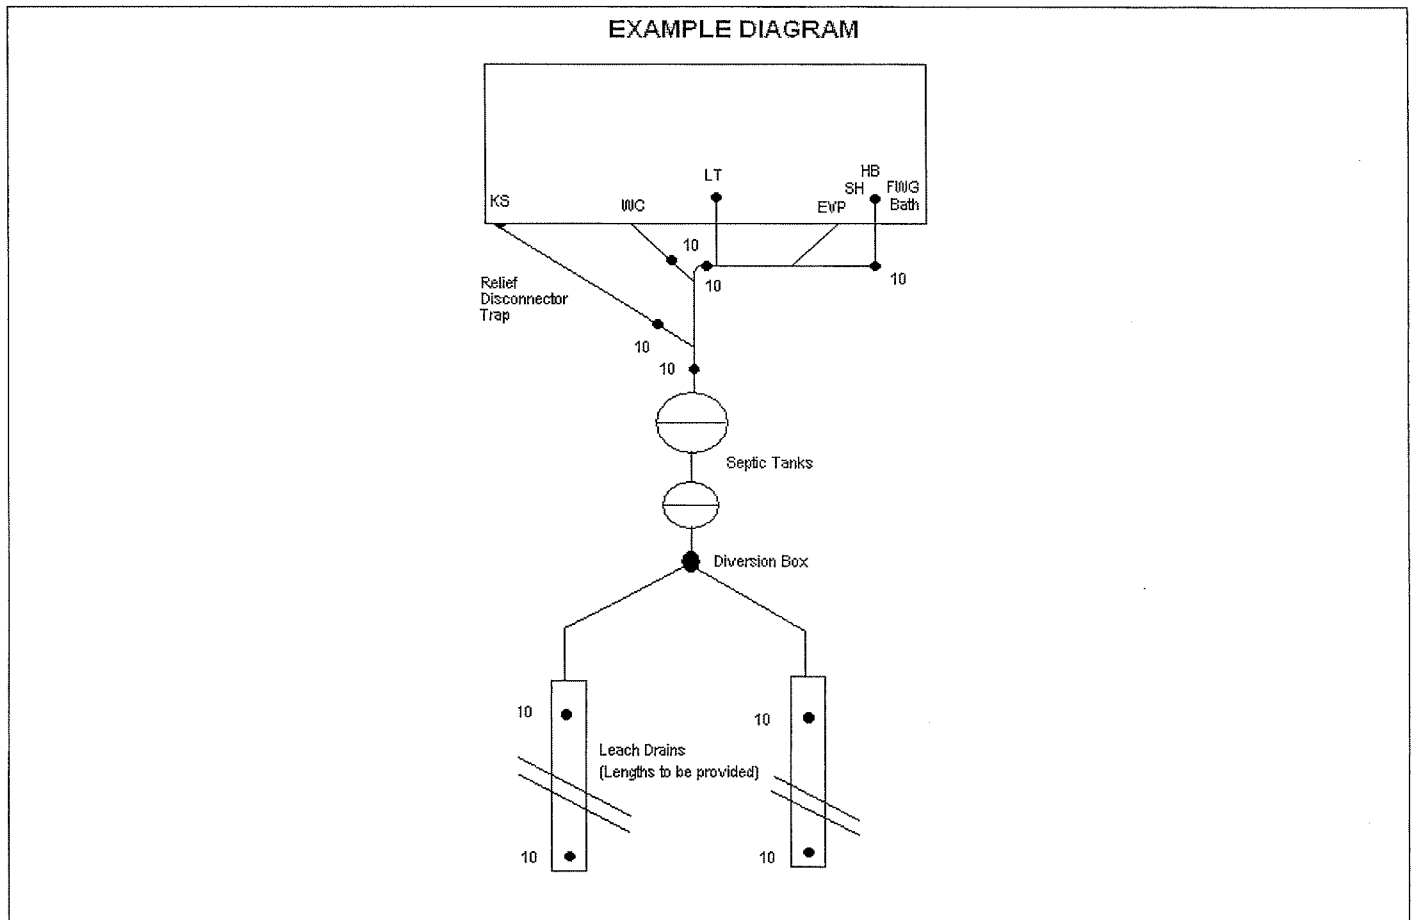 EXAMPLE DIAGRAM
HB
LT
SH
FWG
KS
WC
EVP
Bath
10
10
10
Relief
Disconnector
Trap
10
10
Septic Tanks
Diversion Box
10
10
Leach Drains
(Lengths to be provided)
10
10